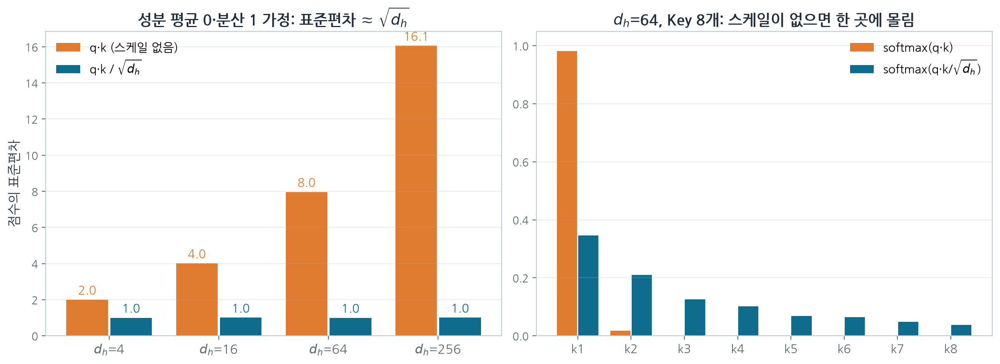 성분 평균 0·분산 1 가정: 표준편차 ≈ √d_h
q·k (스케일 없음)
q·k / √d_h
점수의 표준편차
16
14
12
10
8
6
4
2
0
2.0
1.0
4.0
1.0
8.0
1.0
16.1
1.0
d_h=4
d_h=16
d_h=64
d_h=256
d_h=64, Key 8개: 스케일이 없으면 한 곳에 몰림
softmax(q·k)
softmax(q·k/√d_h)
1.0
0.8
0.6
0.4
0.2
0.0
k1
k2
k3
k4
k5
k6
k7
k8